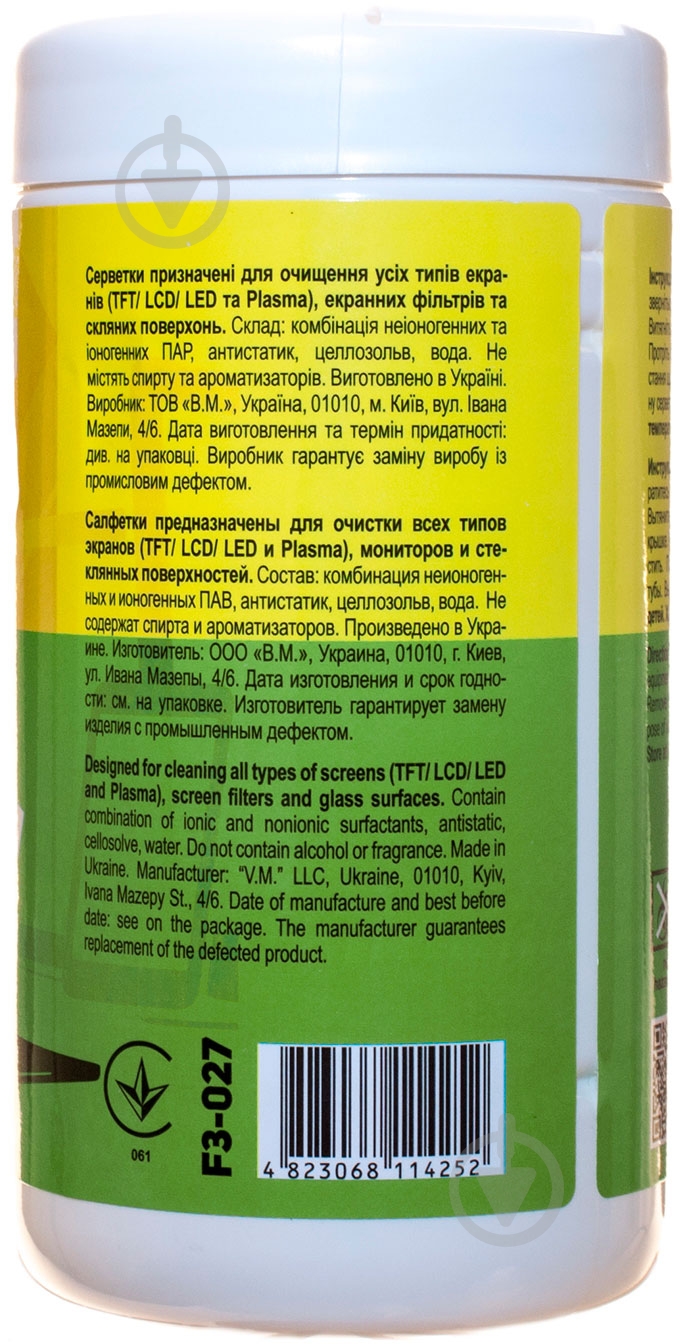 Серветки призначені для очищення усіх типів екра-
нів (TFT/ LCD/ LED та Plasma), екранних фільтрів та
скляних поверхонь. Склад: комбінація неіоногенних та
іоногенних ПАР, антистатик, целлозольв, вода. Не
містять спирту та ароматизаторів. Виготовлено в Україні.
Виробник: ТОВ «В.М.», Україна, 01010, м. Київ, вул. Івана
Мазепи, 4/6. Дата виготовлення та термін придатності:
див. на упаковці. Виробник гарантує заміну виробу із
промисловим дефектом.
Салфетки предназначены для очистки всех типов
экранов (TFT/ LCD/ LED и Plasma), мониторов и сте-
клянных поверхностей. Состав: комбинация неионоген-
ных и ионогенных ПАВ, антистатик, целлозольв, вода. Не
содержат спирта и ароматизаторов. Произведено в Укра-
ине. Изготовитель: ООО «В.М.», Украина, 01010, г. Киев,
ул. Ивана Мазепы, 4/6. Дата изготовления и срок годно-
сти: см. на упаковке. Изготовитель гарантирует замену
изделия с промышленным дефектом.
Designed for cleaning all types of screens (TFT/ LCD/ LED
and Plasma), screen filters and glass surfaces. Contain
combination of ionic and nonionic surfactants, antistatic,
cellosolve, water. Do not contain alcohol or fragrance. Made in
Ukraine. Manufacturer: “V.M.” LLC, Ukraine, 01010, Kyiv,
Ivana Mazepy St., 4/6. Date of manufacture and best before
date: see on the package. The manufacturer guarantees
replacement of the defected product.
061
F3-027
4 823068 114252